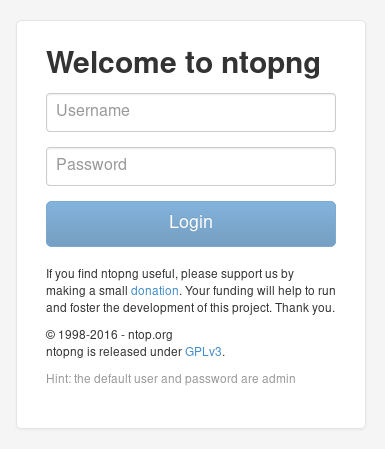 Welcome to ntopng
Username
Password
Login
If you find ntopng useful, please support us by
making a small donation. Your funding will help to run
and foster the development of this project. Thank you.
© 1998-2016 - ntop.org
ntopng is released under GPLv3.
Hint: the default user and password are admin